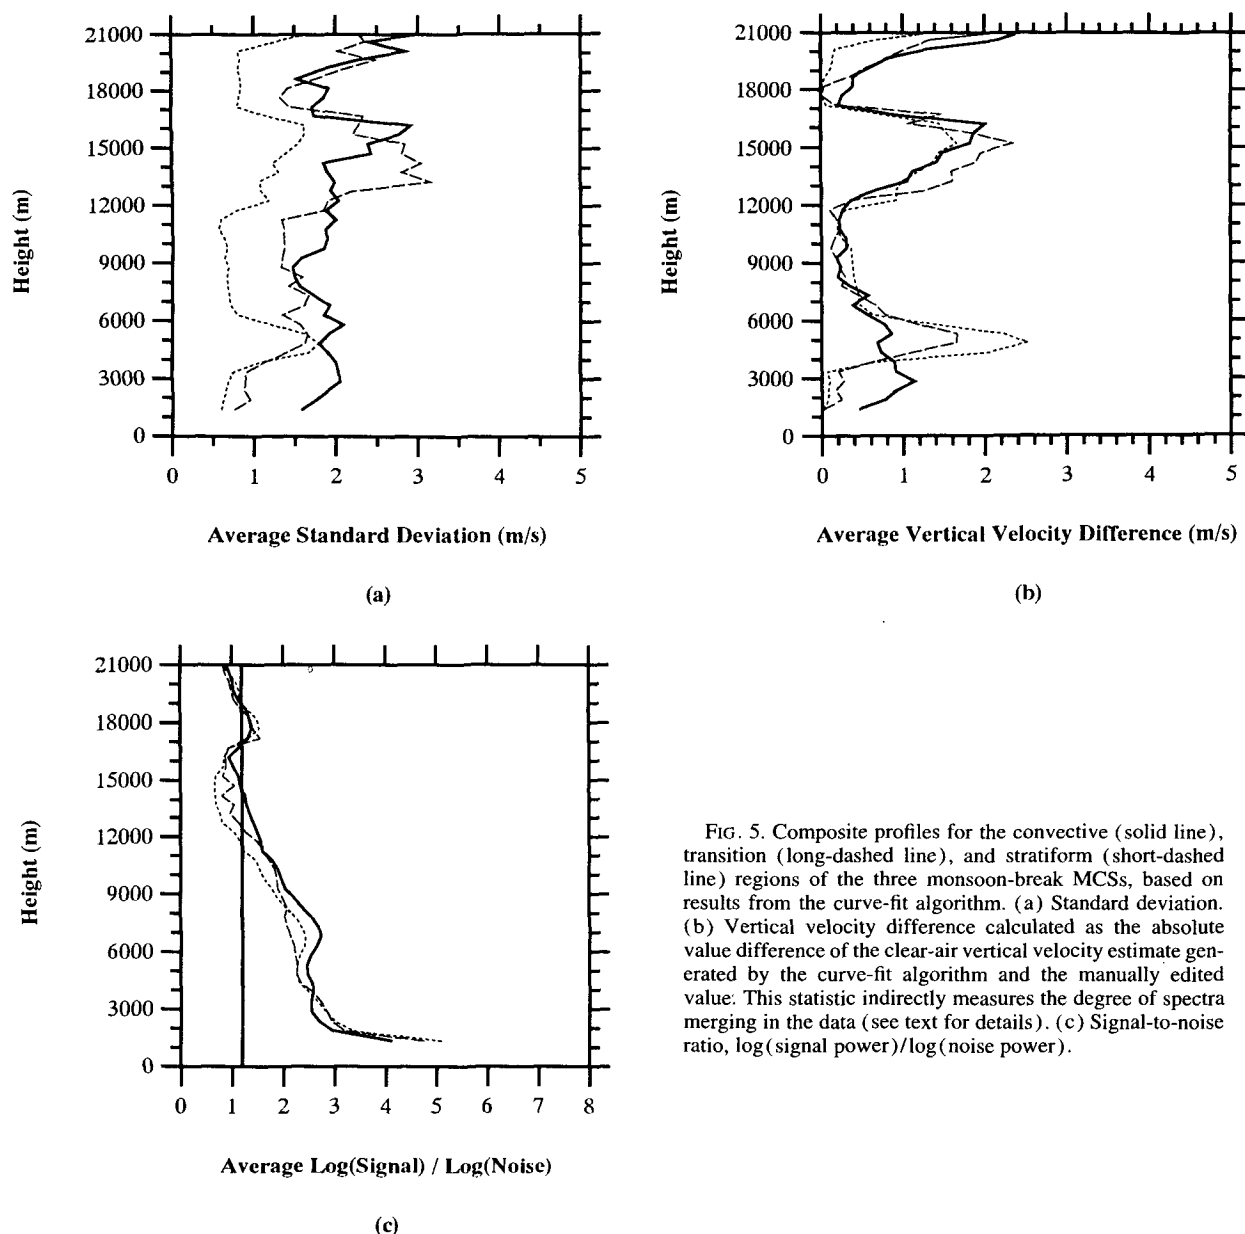 21000
18000
15000
12000
9000
6000
3000
0
Height (m)
0 1 2 3 4 5
Average Standard Deviation (m/s)
(a)
21000
18000
15000
12000
9000
6000
3000
0
Height (m)
0 1 2 3 4 5
Average Vertical Velocity Difference (m/s)
(b)
21000
18000
15000
12000
9000
6000
3000
0
Height (m)
0 1 2 3 4 5 6 7 8
Average Log(Signal) / Log(Noise)
(c)
FIG. 5. Composite profiles for the convective (solid line),
transition (long-dashed line), and stratiform (short-dashed
line) regions of the three monsoon-break MCSs, based on
results from the curve-fit algorithm. (a) Standard deviation.
(b) Vertical velocity difference calculated as the absolute
value difference of the clear-air vertical velocity estimate gen-
erated by the curve-fit algorithm and the manually edited
value. This statistic indirectly measures the degree of spectra
merging in the data (see text for details). (c) Signal-to-noise
ratio, log(signal power)/log(noise power).